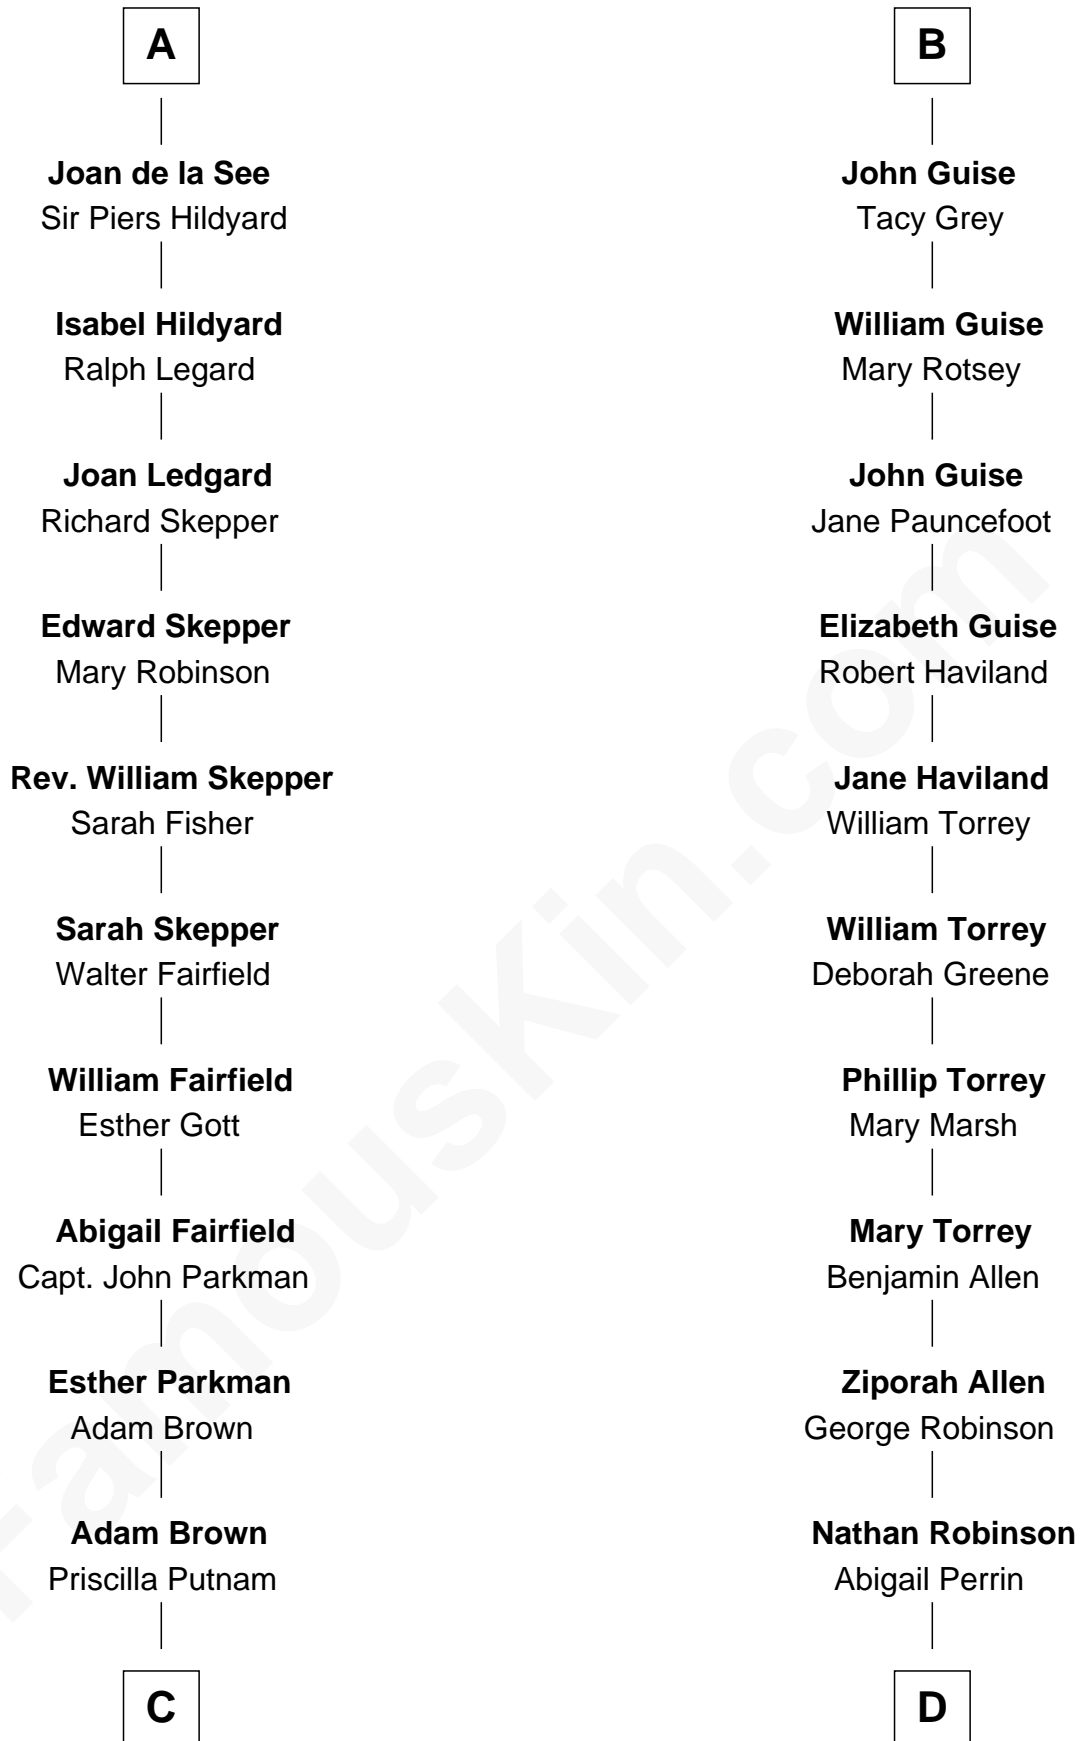 A
Joan de la See
Sir Piers Hildyard
Isabel Hildyard
Ralph Legard
Joan Ledgard
Richard Skepper
Edward Skepper
Mary Robinson
Rev. William Skepper
Sarah Fisher
Sarah Skepper
Walter Fairfield
William Fairfield
Esther Gott
Abigail Fairfield
Capt. John Parkman
Esther Parkman
Adam Brown
Adam Brown
Priscilla Putnam
C
B
John Guise
Tacy Grey
William Guise
Mary Rotsey
John Guise
Jane Pauncefoot
Elizabeth Guise
Robert Haviland
Jane Haviland
William Torrey
William Torrey
Deborah Greene
Phillip Torrey
Mary Marsh
Mary Torrey
Benjamin Allen
Ziporah Allen
George Robinson
Nathan Robinson
Abigail Perrin
D
FamousKin.com